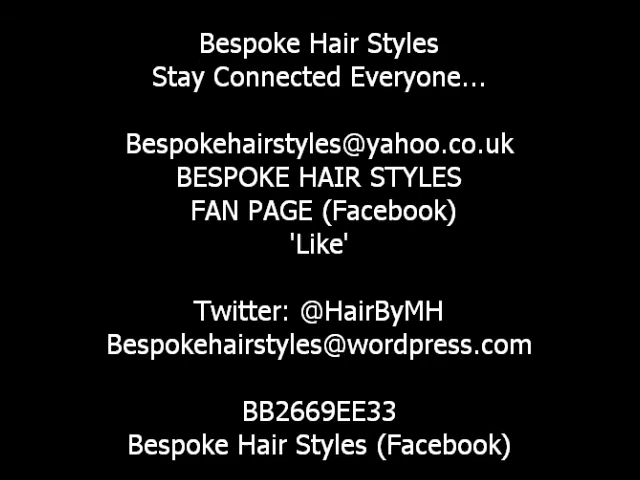 Bespoke Hair Styles
Stay Connected Everyone...
Bespokehairstyles@yahoo.co.uk
BESPOKE HAIR STYLES
FAN PAGE (Facebook)
'Like'
Twitter: @HairByMH
Bespokehairstyles@wordpress.com
BB2669EE33
Bespoke Hair Styles (Facebook)